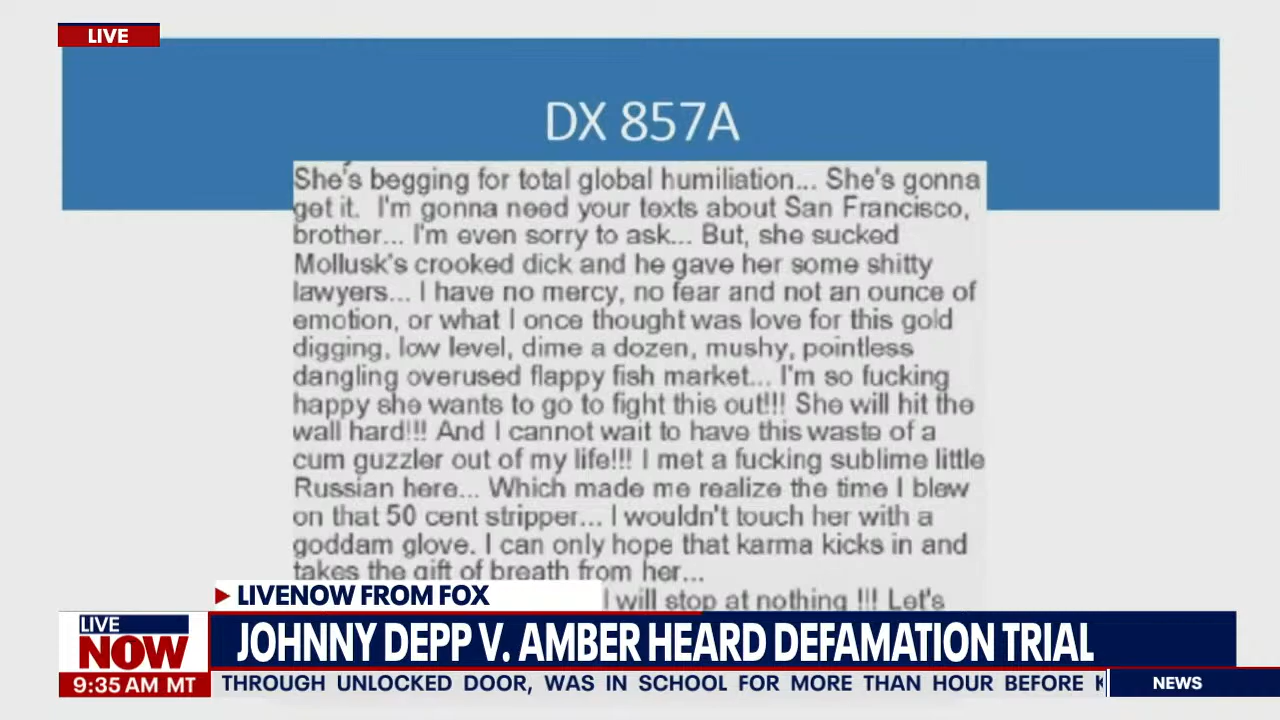 LIVE
DX 857A
She's begging for total global humiliation... She's gonna
get it. I'm gonna need your texts about San Francisco,
brother... I'm even sorry to ask... But, she sucked
Mollusk's crooked dick and he gave her some shitty
lawyers... I have no mercy, no fear and not an ounce of
emotion, or what I once thought was love for this gold
digging, low level, dime a dozen, mushy, pointless
dangling overused flappy fish market... I'm so fucking
happy she wants to go to fight this out!!! She will hit the
wall hard!!! And I cannot wait to have this waste of a
cum guzzler out of my life!!! I met a fucking sublime little
Russian here... Which made me realize the time I blew
on that 50 cent stripper... I wouldn't touch her with a
goddam glove. I can only hope that karma kicks in and
takes the gift of breath from her...
I will stop at nothing !!! Let's
LIVENOW FROM FOX
LIVE
NOW
JOHNNY DEPP V. AMBER HEARD DEFAMATION TRIAL
9:35 AM MT
THROUGH UNLOCKED DOOR, WAS IN SCHOOL FOR MORE THAN HOUR BEFORE
NEWS